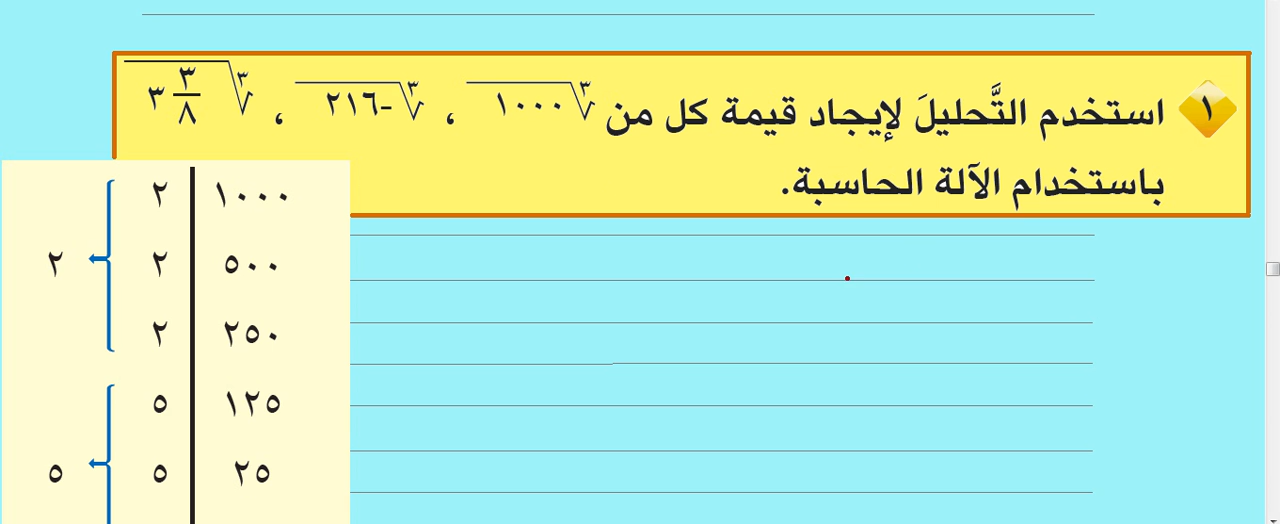 ١ استخدم التَّحليلَ لإيجاد قيمة كل من ∛١٠٠٠ ، ∛-٢١٦ ، ∛٣ ٣/٨
باستخدام الآلة الحاسبة.
١٠٠٠ ٢
٥٠٠ ٢ ٢
٢٥٠ ٢
١٢٥ ٥
٢٥ ٥ ٥